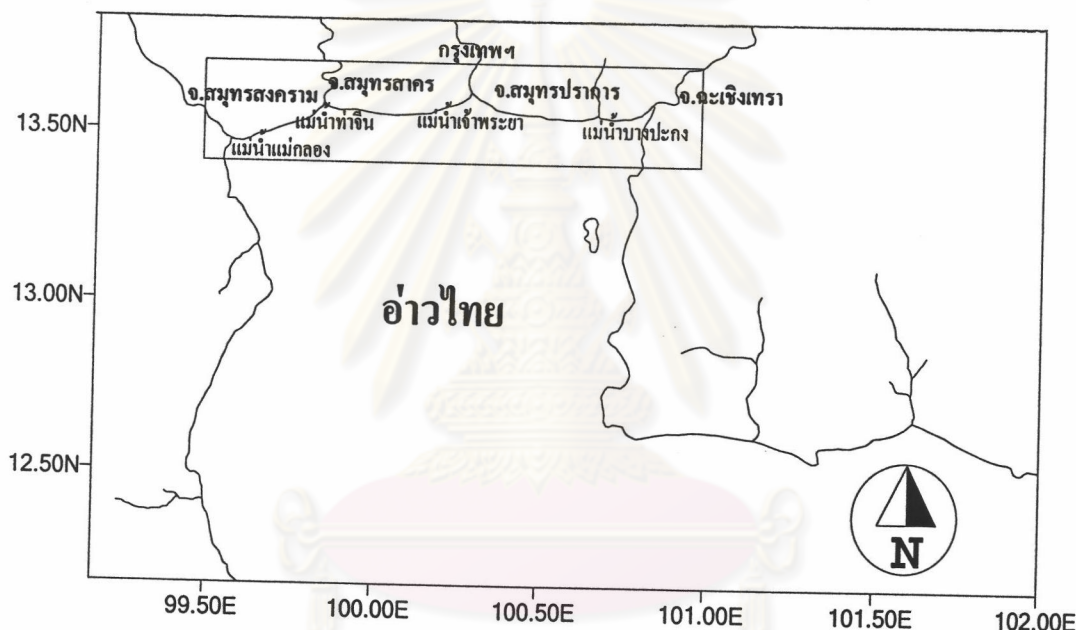 กรุงเทพฯ
จ.สมุทรสงคราม
จ.สมุทรสาคร
จ.สมุทรปราการ
จ.ฉะเชิงเทรา
13.50N
แม่น้ำแม่กลอง
แม่น้ำท่าจีน
แม่น้ำเจ้าพระยา
แม่น้ำบางปะกง
13.00N
อ่าวไทย
12.50N
N
99.50E 100.00E 100.50E 101.00E 101.50E 102.00E